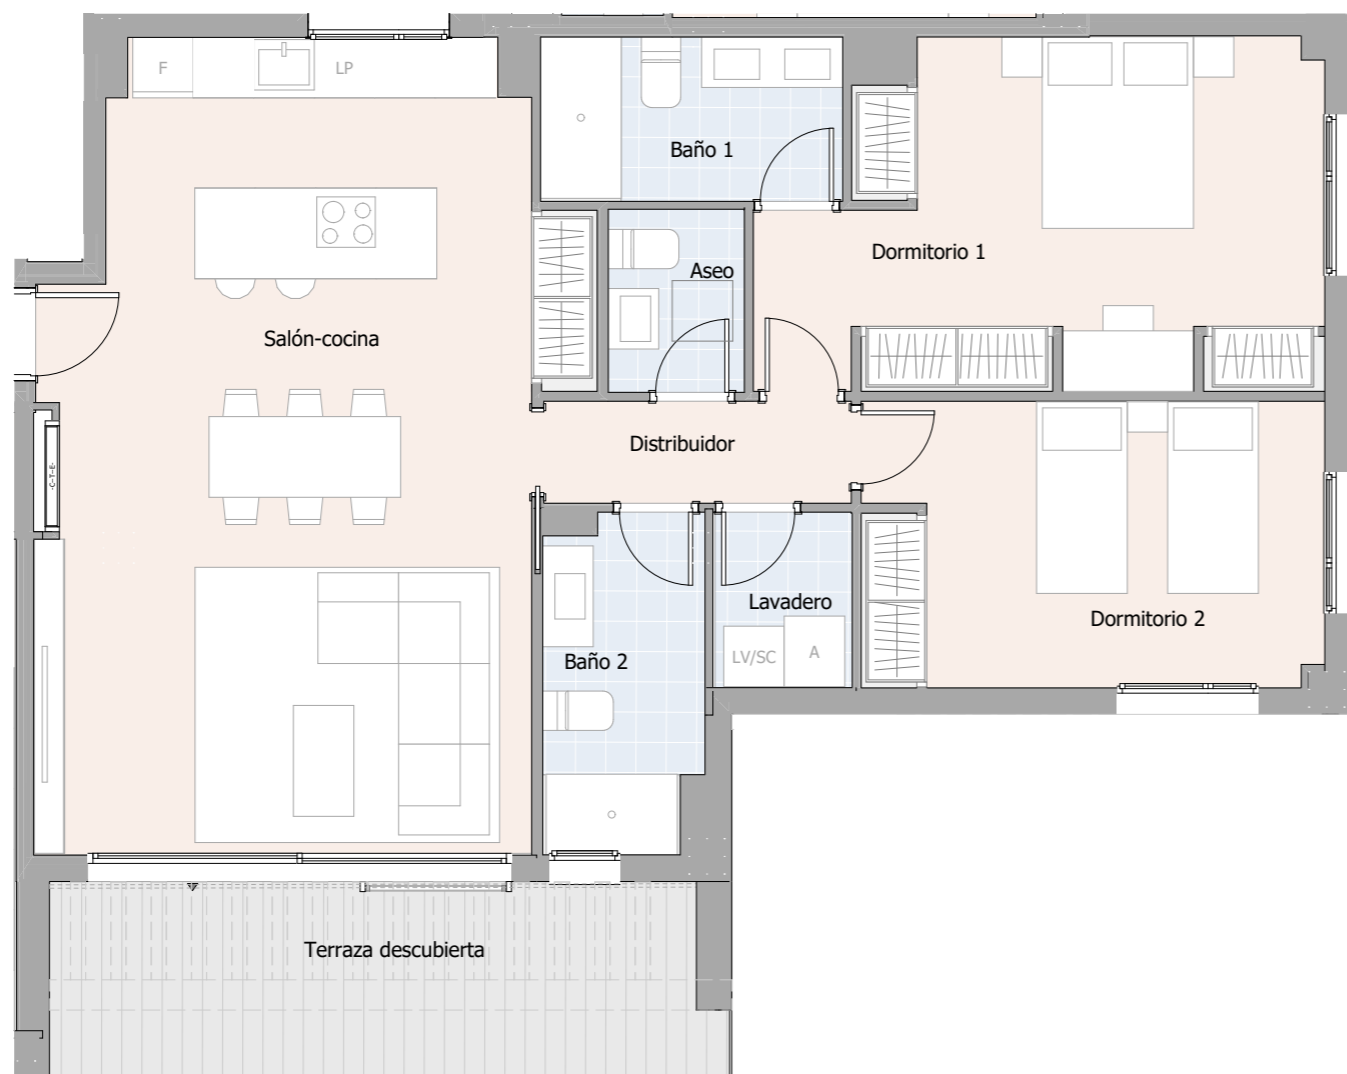 F
LP
Baño 1
Dormitorio 1
Aseo
Salón-cocina
Distribuidor
-C-T-E-
Lavadero
Dormitorio 2
LV/SC
A
Baño 2
Terraza descubierta